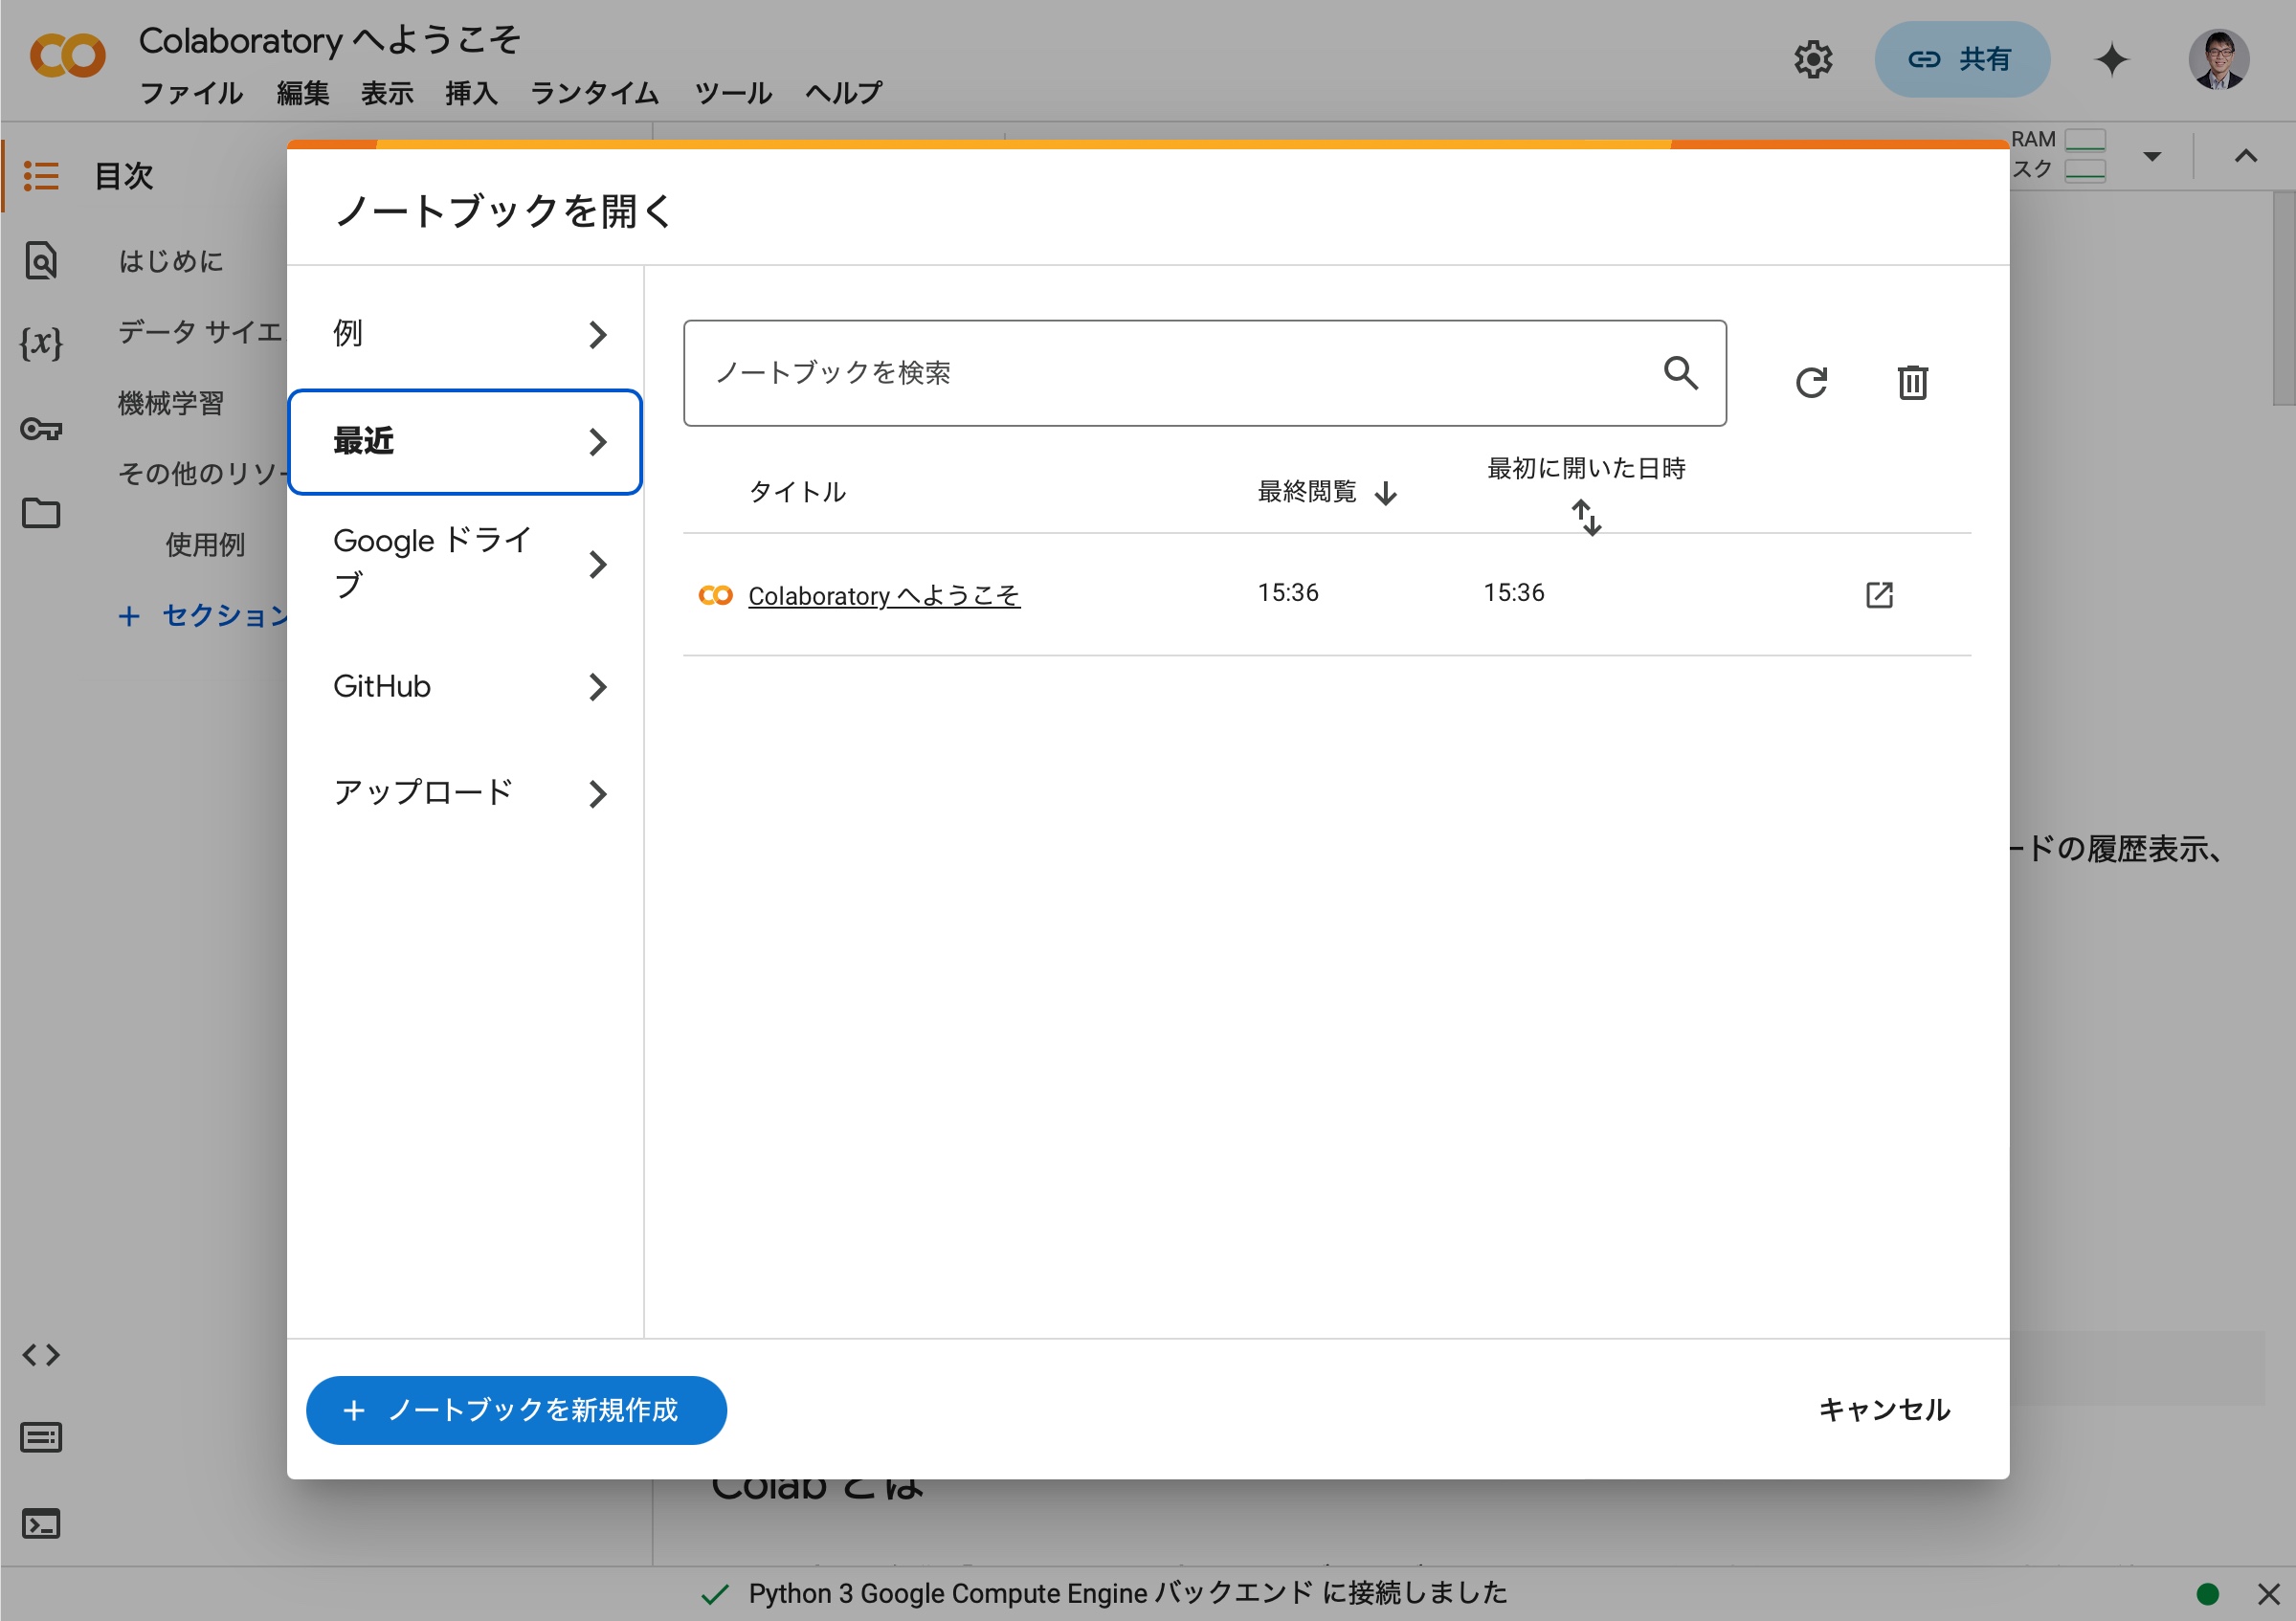 Colaboratory へようこそ
ファイル 編集 表示 挿入 ランタイム ツール ヘルプ
共有
RAM
スク
目次
はじめに
データ サイエ
機械学習
その他のリソー
使用例
+ セクション
ノートブックを開く
例
最近
Google ドライ
ブ
GitHub
アップロード
ノートブックを検索
タイトル 最終閲覧 最初に開いた日時
Colaboratory へようこそ 15:36 15:36
+ ノートブックを新規作成
キャンセル
ードの履歴表示、
Colab とは
Python 3 Google Compute Engine バックエンド に接続しました